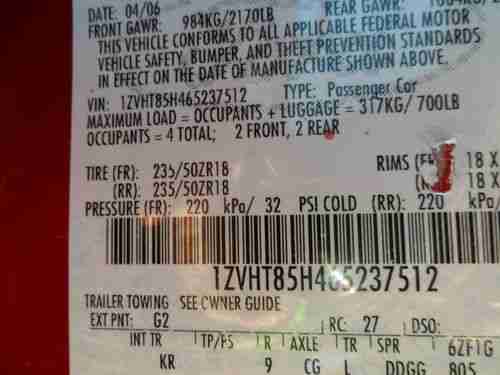 DATE: 04/06 REAR GAWR:
FRONT GAWR: 984KG/2170LB
THIS VEHICLE CONFORMS TO ALL APPLICABLE FEDERAL MOTOR
VEHICLE SAFETY, BUMPER, AND THEFT PREVENTION STANDARDS
IN EFFECT ON THE DATE OF MANUFACTURE SHOWN ABOVE.
VIN: 1ZVHT85H465237512 TYPE: Passenger Car
MAXIMUM LOAD = OCCUPANTS + LUGGAGE = 317KG/ 700LB
OCCUPANTS = 4 TOTAL; 2 FRONT, 2 REAR
TIRE (FR): 235/50ZR18 RIMS 18 X
(RR): 235/50ZR18 18 X
PRESSURE (FR): 220 kPa/ 32 PSI COLD (RR): 220 kPa/
1ZVHT85H465237512
TRAILER TOWING SEE OWNER GUIDE
EXT PNT: G2 RC: 27 DSO:
INT TR TP/PS R AXLE TR SPR 6ZF1G
KR 9 CG L DDGG 805